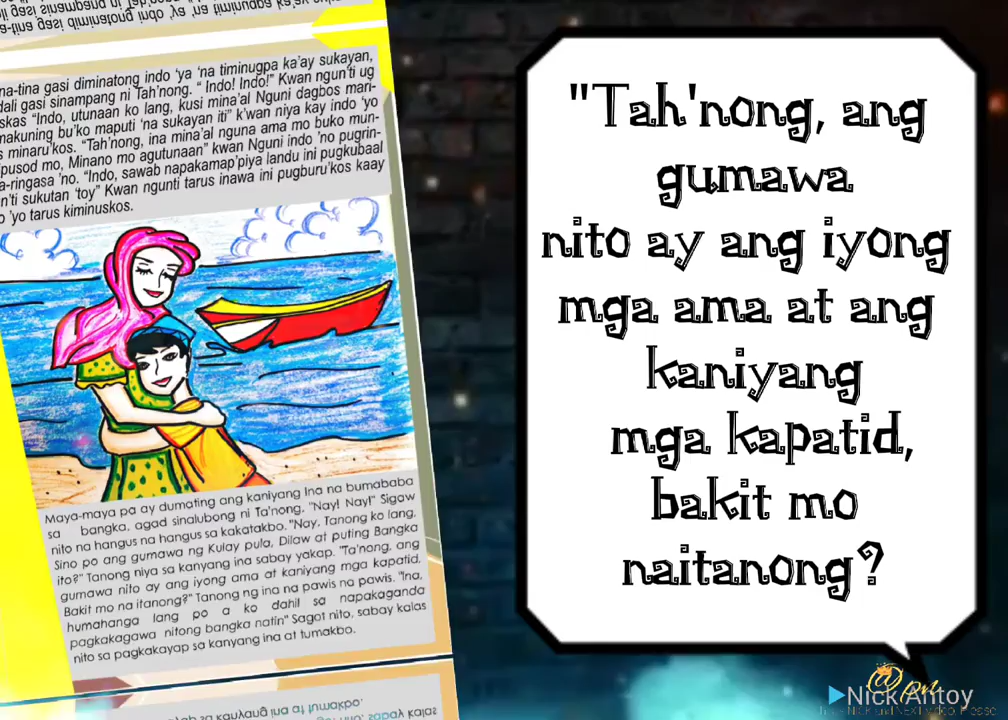 na-tina gasi diminatong indo 'ya 'na timinugpa ka'ay sukayan,
dali gasi sinampang ni Tah'nong. " Indo! Indo!" Kwan ngun'ti ug
skas "Indo, utunaan ko lang, kusi mina'al Nguni dagbos man-
nakuning bu'ko maputi 'na sukayan iti" k'wan niya kay indo 'yo
s minaru'kos. "Tah'nong, ina mina'al nguna ama mo buko mun-
pusod mo, Minano mo agutunaan" kwan Nguni indo 'no pugrin-
a-ringasa 'no. "Indo, sawab napakamap'piya landu ini pugkubaal
n'ti sukutan 'toy" Kwan ngunti tarus inawa ini pugburu'kos kaay
o 'yo tarus kiminuskos.
Maya-maya pa ay dumating ang kaniyang Ina na bumababa
sa bangka, agad sinalubong ni Ta'nong. "Nay! Nay!" Sigaw
nito na hangus na hangus sa kakatakbo. "Nay, Tanong ko lang,
Sino po ang gumawa ng Kulay pula, Dilaw at puting Bangka
ito?" Tanong niya sa kanyang ina sabay yakap. "Ta'nong, ang
gumawa nito ay ang iyong ama at kaniyang mga kapatid,
Bakit mo na itanong?" Tanong ng ina na pawis na pawis. "Ina,
humahanga lang po a ko dahil sa napakaganda
pagkakagawa nitong bangka natin" Sagot nito, sabay kalas
nito sa pagkakayap sa kanyang ina at tumakbo.
"Tah'nong, ang
gumawa
nito ay ang iyong
mga ama at ang
kaniyang
mga kapatid,
bakit mo
naitanong?
Nick Antoy